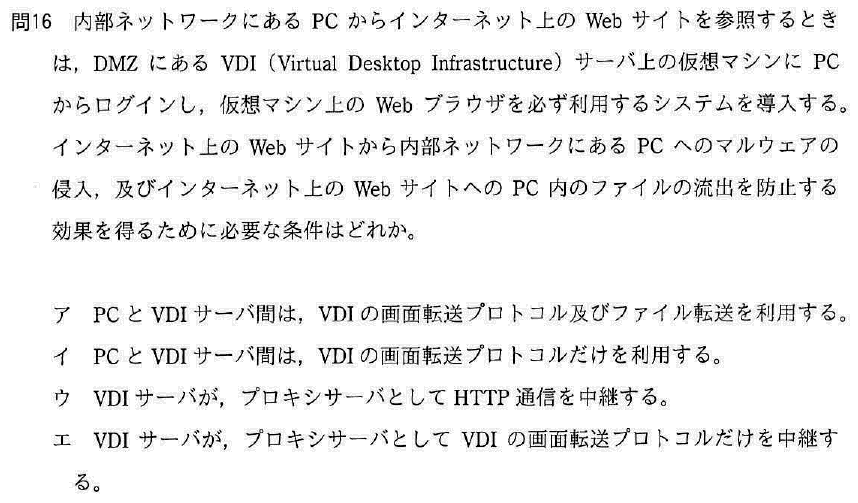 問16 内部ネットワークにある PC からインターネット上の Web サイトを参照するとき
は，DMZ にある VDI（Virtual Desktop Infrastructure）サーバ上の仮想マシンに PC
からログインし，仮想マシン上の Web ブラウザを必ず利用するシステムを導入する。
インターネット上の Web サイトから内部ネットワークにある PC へのマルウェアの
侵入，及びインターネット上の Web サイトへの PC 内のファイルの流出を防止する
効果を得るために必要な条件はどれか。
ア PC と VDI サーバ間は，VDI の画面転送プロトコル及びファイル転送を利用する。
イ PC と VDI サーバ間は，VDI の画面転送プロトコルだけを利用する。
ウ VDI サーバが，プロキシサーバとして HTTP 通信を中継する。
エ VDI サーバが，プロキシサーバとして VDI の画面転送プロトコルだけを中継す
る。